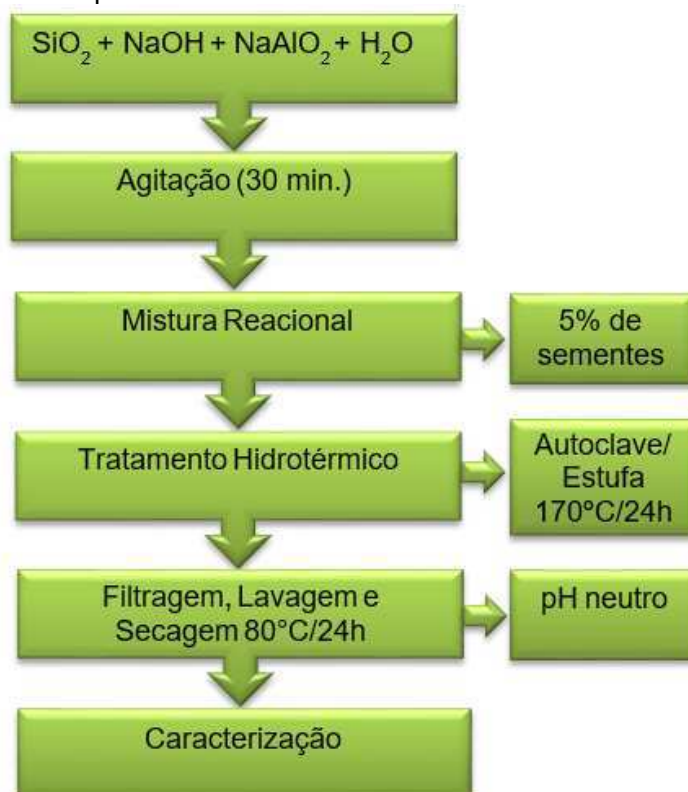 SiO₂ + NaOH + NaAlO₂ + H₂O
Agitação (30 min.)
Mistura Reacional
5% de
sementes
Tratamento Hidrotérmico
Autoclave/
Estufa
170ºC/24h
Filtragem, Lavagem e
Secagem 80°C/24h
pH neutro
Caracterização